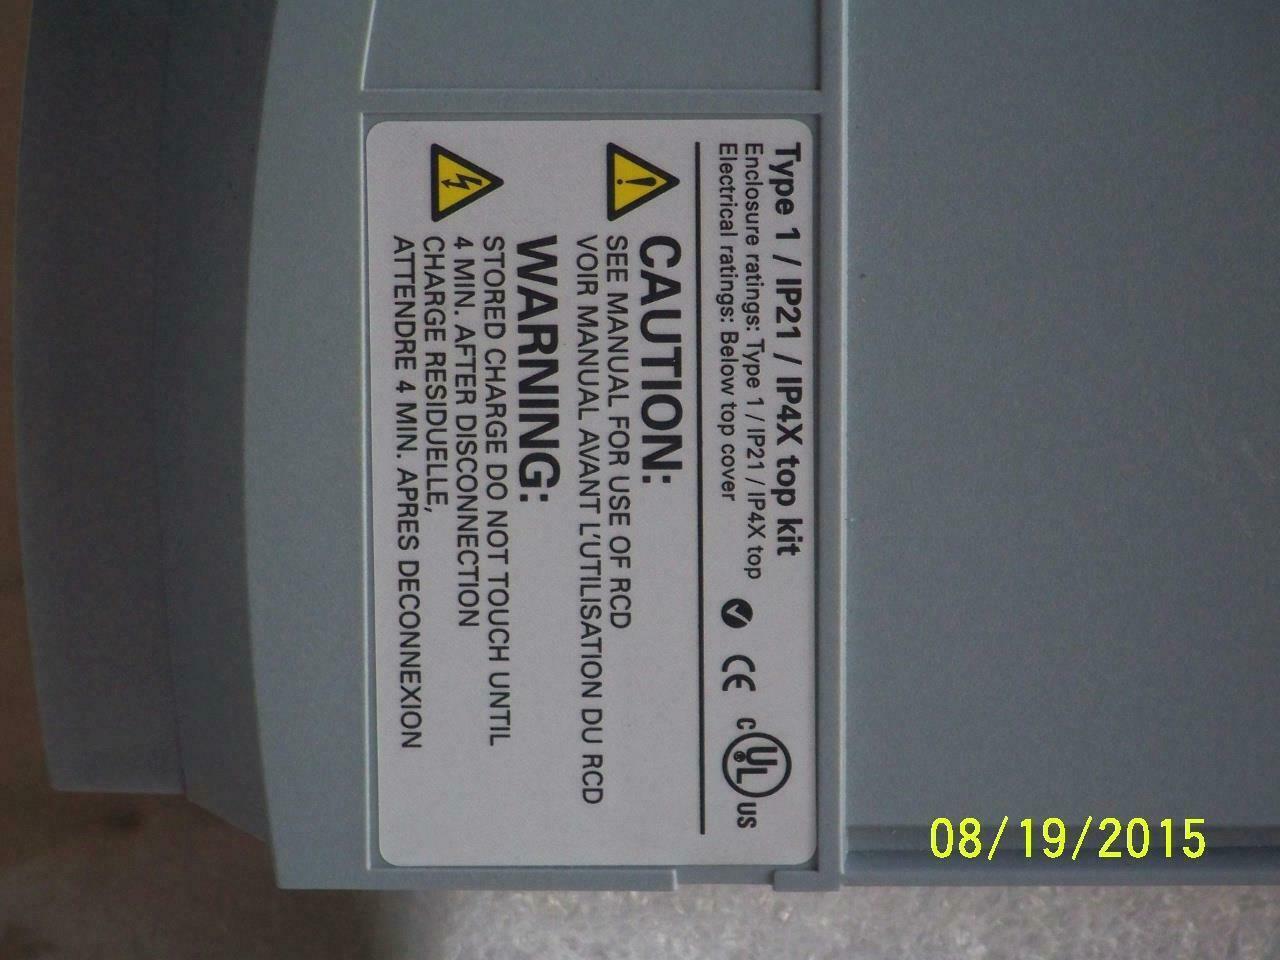 Type 1 / IP21 / IP4X top kit
Enclosure ratings: Type 1 / IP21 / IP4X top
Electrical ratings: Below top cover
CE
C UL US
CAUTION:
SEE MANUAL FOR USE OF RCD
VOIR MANUAL AVANT L'UTILISATION DU RCD
WARNING:
STORED CHARGE DO NOT TOUCH UNTIL
4 MIN. AFTER DISCONNECTION
CHARGE RESIDUELLE,
ATTENDRE 4 MIN. APRES DECONNEXION
08/19/2015